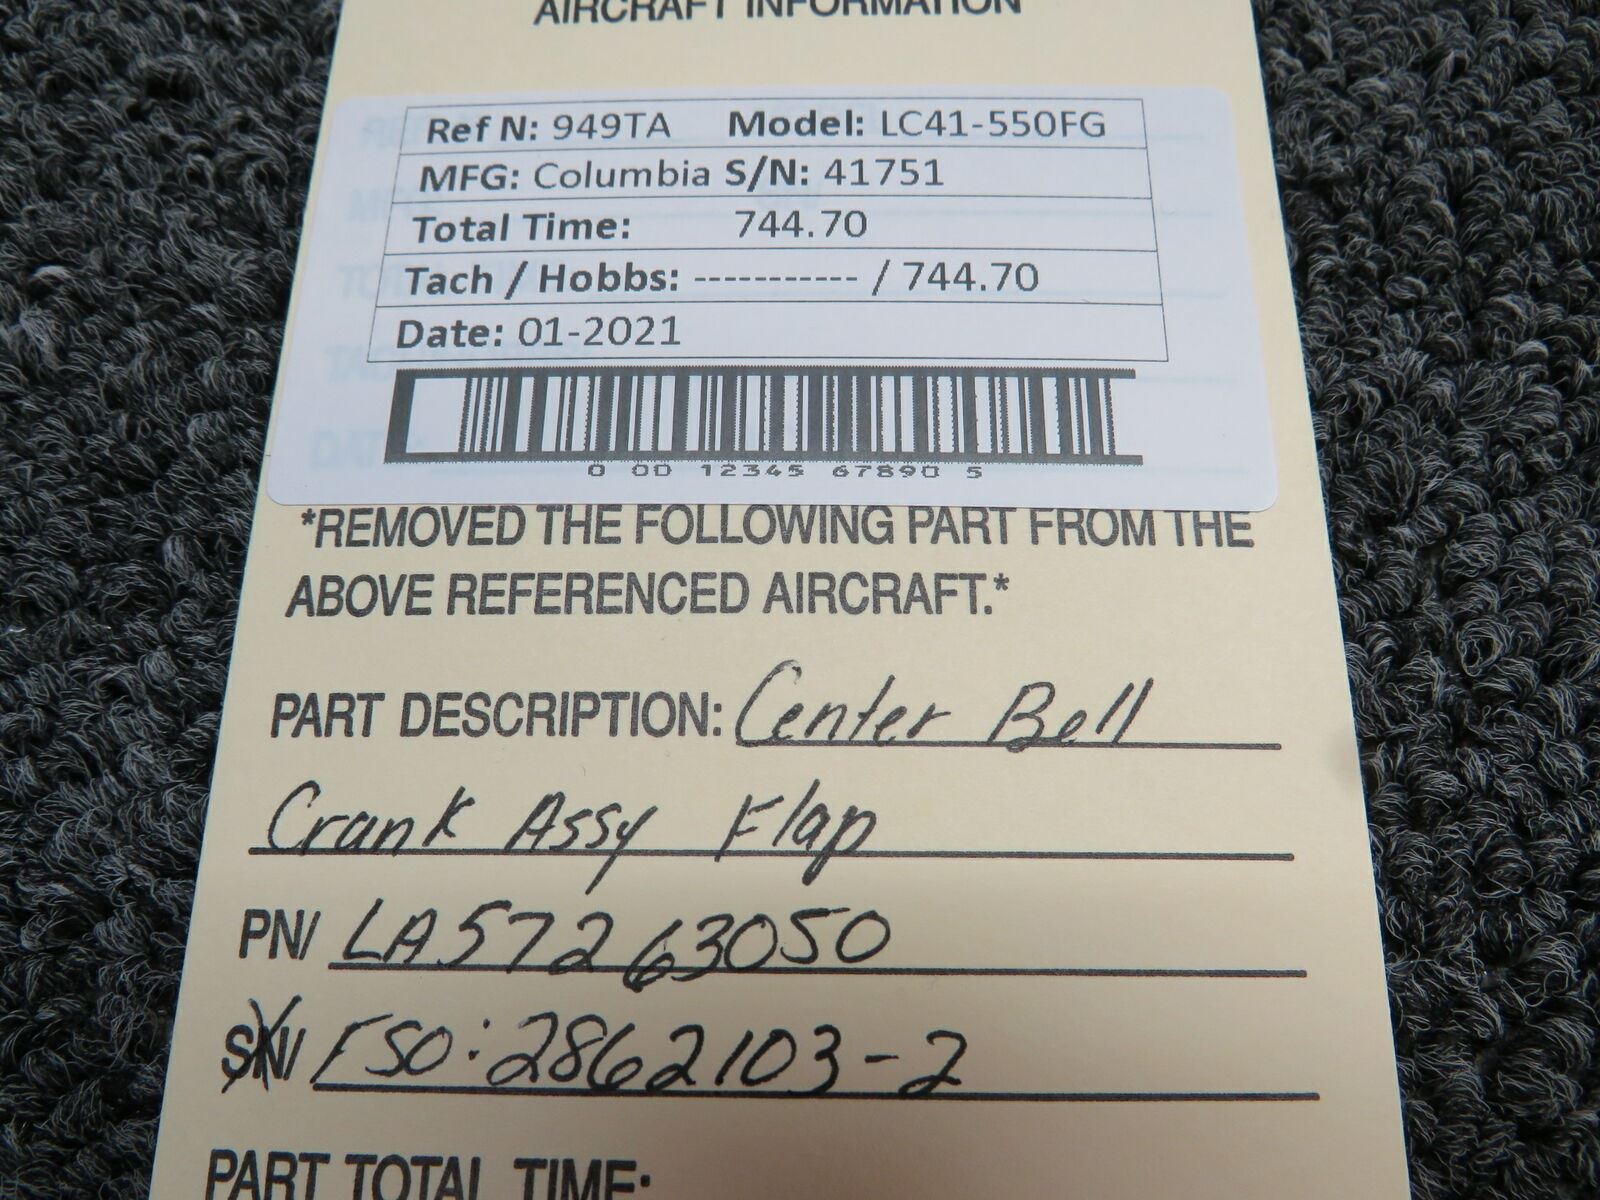 AIRCRAFT INFORMATION
Ref N: 949TA Model: LC41-550FG
MFG: Columbia S/N: 41751
Total Time: 744.70
Tach / Hobbs: ----------- / 744.70
Date: 01-2021
0 00 12345 67890 5
*REMOVED THE FOLLOWING PART FROM THE
ABOVE REFERENCED AIRCRAFT.*
PART DESCRIPTION: Center Bell
Crank Assy Flap
PN/ LA57263050
SN/ FSO: 2862103-2
PART TOTAL TIME: